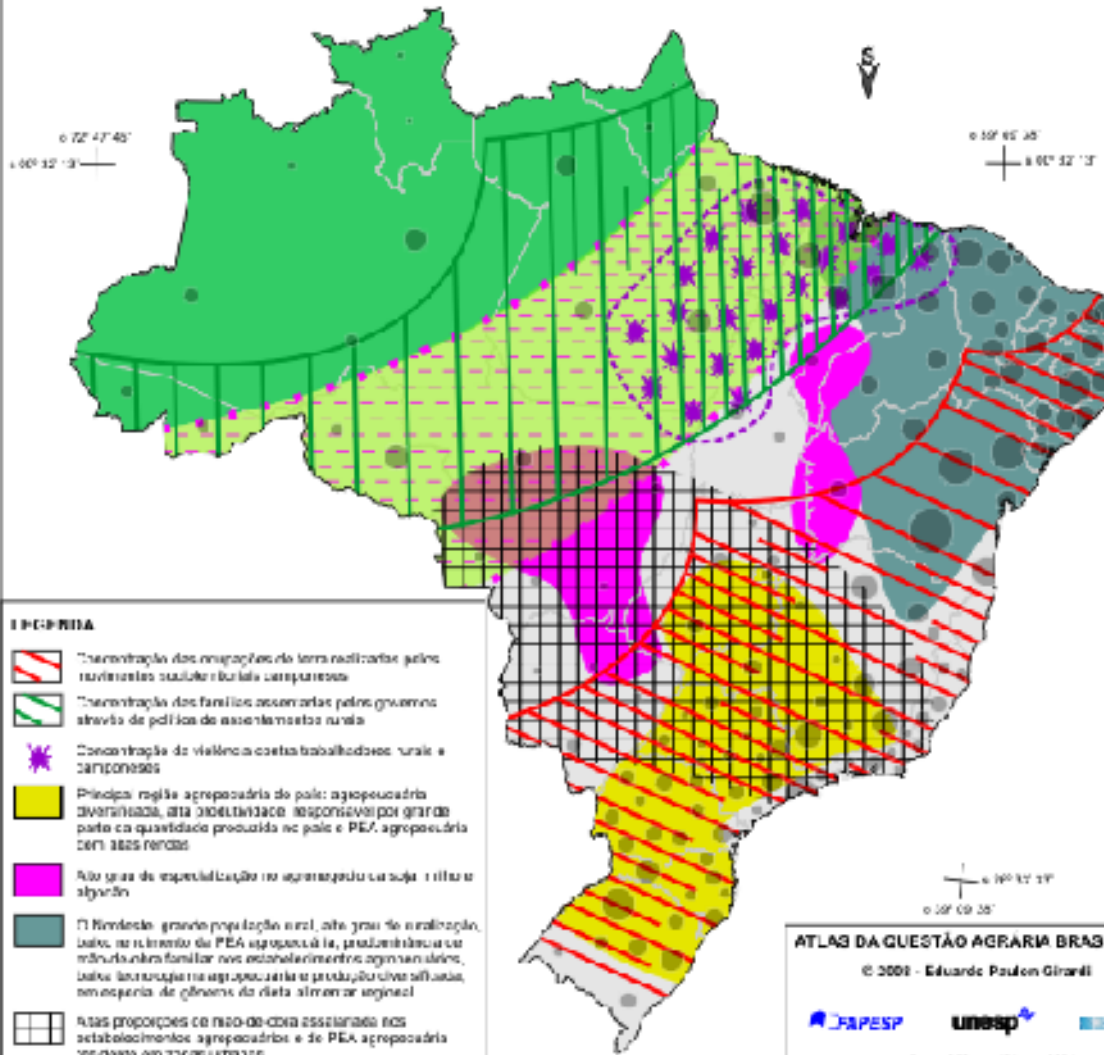 S
LEGENDA
Concentração das ocupações de terra realizadas pelos
movimentos socioterritoriais camponeses
Concentração das famílias assentadas pelos governos
através de política de assentamentos rurais
Concentração da violência contra trabalhadores rurais e
camponeses
Principal região agropecuária do país: agropecuária
diversificada, alta produtividade, responsável por grande
parte da quantidade produzida no país e PEA agropecuária
com altas rendas
Alto grau de especialização no agronegócio da soja, milho e
algodão
O Nordeste: grande população rural, alto grau de ruralização,
baixo rendimento da PEA agropecuária, predominância de
mão-de-obra familiar nos estabelecimentos agropecuários,
baixa tecnologia na agropecuária e produção diversificada,
em especial de gêneros da dieta alimentar regional
Altas proporções de mão-de-obra assalariada nos
estabelecimentos agropecuários e de PEA agropecuária
ATLAS DA QUESTÃO AGRÁRIA BRAS
© 2008 - Eduardo Paulon Girardi
FAPESP
unesp